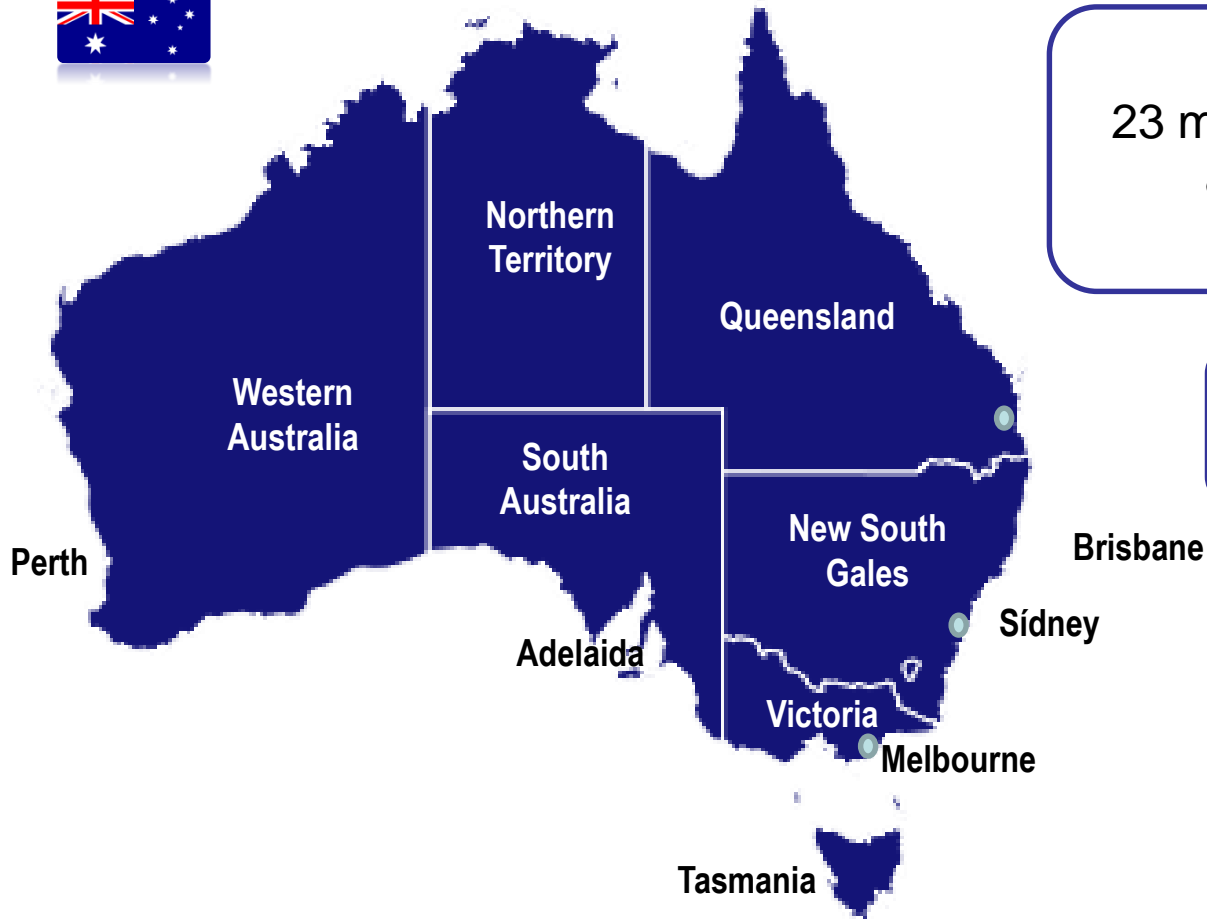 23 m
Northern
Territory
Queensland
Western
Australia
South
Australia
New South
Gales
Brisbane
Perth
Sídney
Adelaida
Victoria
Melbourne
Tasmania